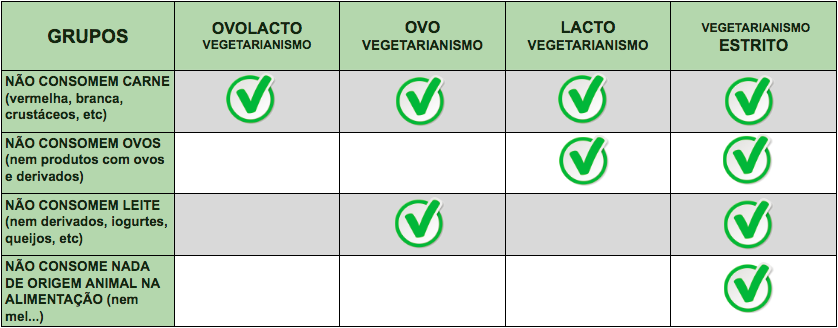 GRUPOS
OVOLACTO
VEGETARIANISMO
OVO
VEGETARIANISMO
LACTO
VEGETARIANISMO
VEGETARIANISMO
ESTRITO
NÃO CONSOMEM CARNE
(vermelha, branca,
crustáceos, etc)
NÃO CONSOMEM OVOS
(nem produtos com ovos
e derivados)
NÃO CONSOMEM LEITE
(nem derivados, iogurtes,
queijos, etc)
NÃO CONSOME NADA
DE ORIGEM ANIMAL NA
ALIMENTAÇÃO (nem
mel...)